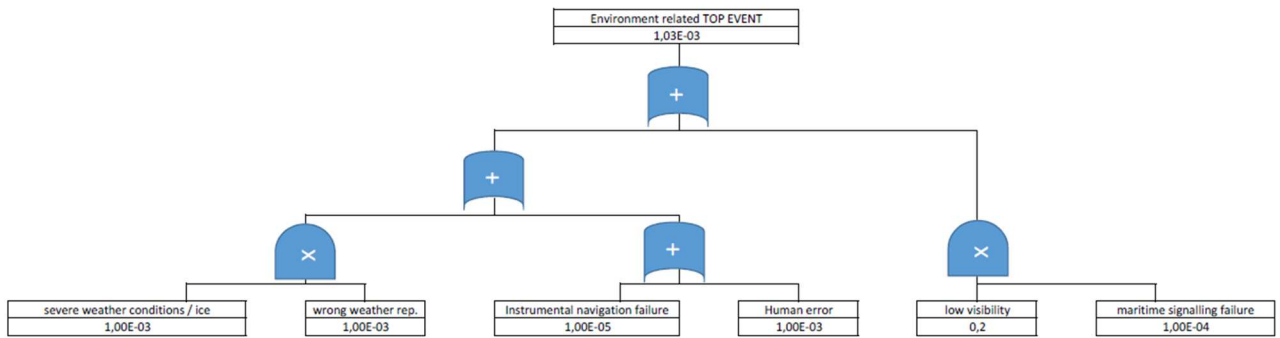 Environment related TOP EVENT
1,03E-03
+
+
x
+
x
severe weather conditions / ice
wrong weather rep.
Instrumental navigation failure
Human error
low visibility
maritime signalling failure
1,00E-03
1,00E-03
1,00E-05
1,00E-03
0,2
1,00E-04